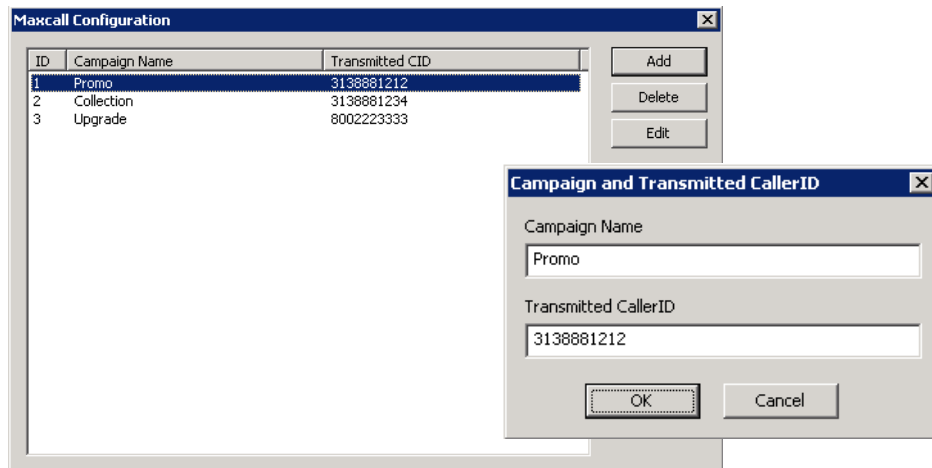 Maxcall Configuration
ID Campaign Name Transmitted CID
1 Promo 3138881212
2 Collection 3138881234
3 Upgrade 8002223333
Add
Delete
Edit
Campaign and Transmitted CallerID
Campaign Name
Promo
Transmitted CallerID
3138881212
OK Cancel